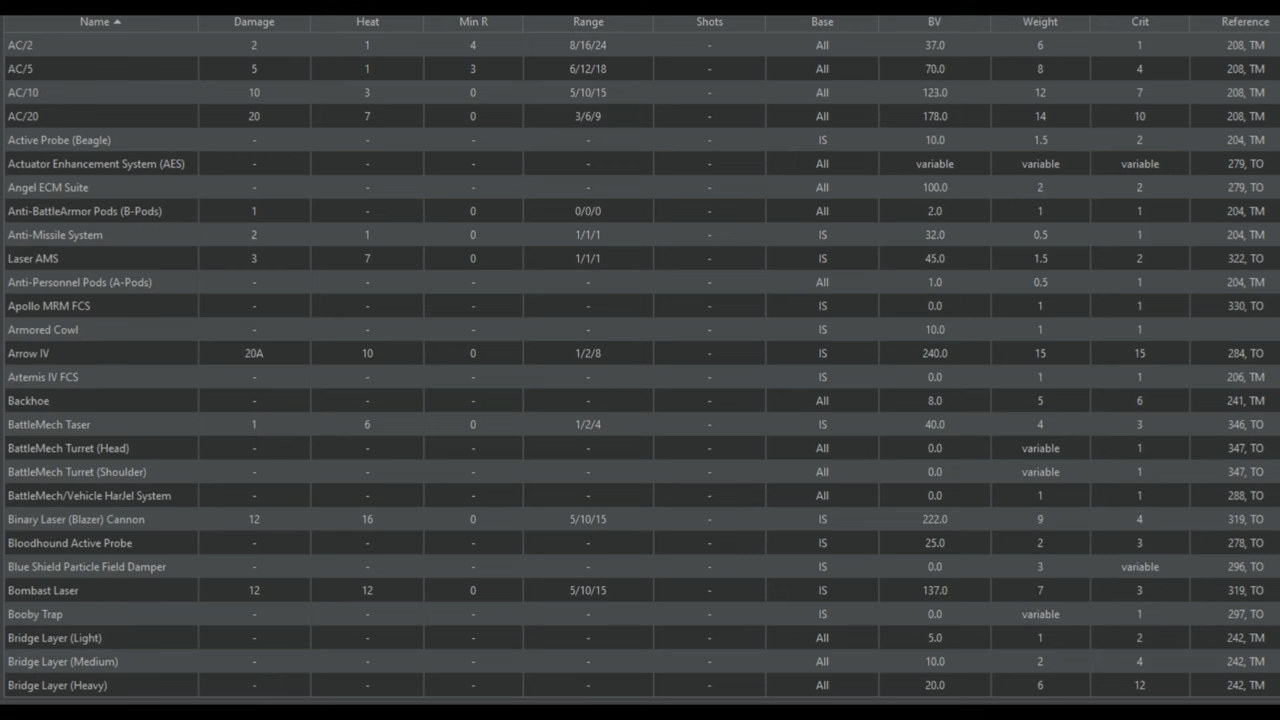 Name Damage Heat Min R Range Shots Base BV Weight Crit Reference
AC/2 2 1 4 8/16/24 - All 37.0 6 1 208, TM
AC/5 5 1 3 6/12/18 - All 70.0 8 4 208, TM
AC/10 10 3 0 5/10/15 - All 123.0 12 7 208, TM
AC/20 20 7 0 3/6/9 - All 178.0 14 10 208, TM
Active Probe (Beagle) - - - - - IS 10.0 1.5 2 204, TM
Actuator Enhancement System (AES) - - - - - All variable variable variable 279, TO
Angel ECM Suite - - - - - All 100.0 2 2 279, TO
Anti-BattleArmor Pods (B-Pods) 1 - 0 0/0/0 - All 2.0 1 1 204, TM
Anti-Missile System 2 1 0 1/1/1 - IS 32.0 0.5 1 204, TM
Laser AMS 3 7 0 1/1/1 - IS 45.0 1.5 2 322, TO
Anti-Personnel Pods (A-Pods) - - - - - All 1.0 0.5 1 204, TM
Apollo MRM FCS - - - - - IS 0.0 1 1 330, TO
Armored Cowl - - - - - IS 10.0 1 1
Arrow IV 20A 10 0 1/2/8 - IS 240.0 15 15 284, TO
Artemis IV FCS - - - - - IS 0.0 1 1 206, TM
Backhoe - - - - - All 8.0 5 6 241, TM
BattleMech Taser 1 6 0 1/2/4 - IS 40.0 4 3 346, TO
BattleMech Turret (Head) - - - - - All 0.0 variable 1 347, TO
BattleMech Turret (Shoulder) - - - - - All 0.0 variable 1 347, TO
BattleMech/Vehicle HarJel System - - - - - All 0.0 1 1 288, TO
Binary Laser (Blazer) Cannon 12 16 0 5/10/15 - IS 222.0 9 4 319, TO
Bloodhound Active Probe - - - - - IS 25.0 2 3 278, TO
Blue Shield Particle Field Damper - - - - - IS 0.0 3 variable 296, TO
Bombast Laser 12 12 0 5/10/15 - IS 137.0 7 3 319, TO
Booby Trap - - - - - IS 0.0 variable 1 297, TO
Bridge Layer (Light) - - - - - All 5.0 1 2 242, TM
Bridge Layer (Medium) - - - - - All 10.0 2 4 242, TM
Bridge Layer (Heavy) - - - - - All 20.0 6 12 242, TM